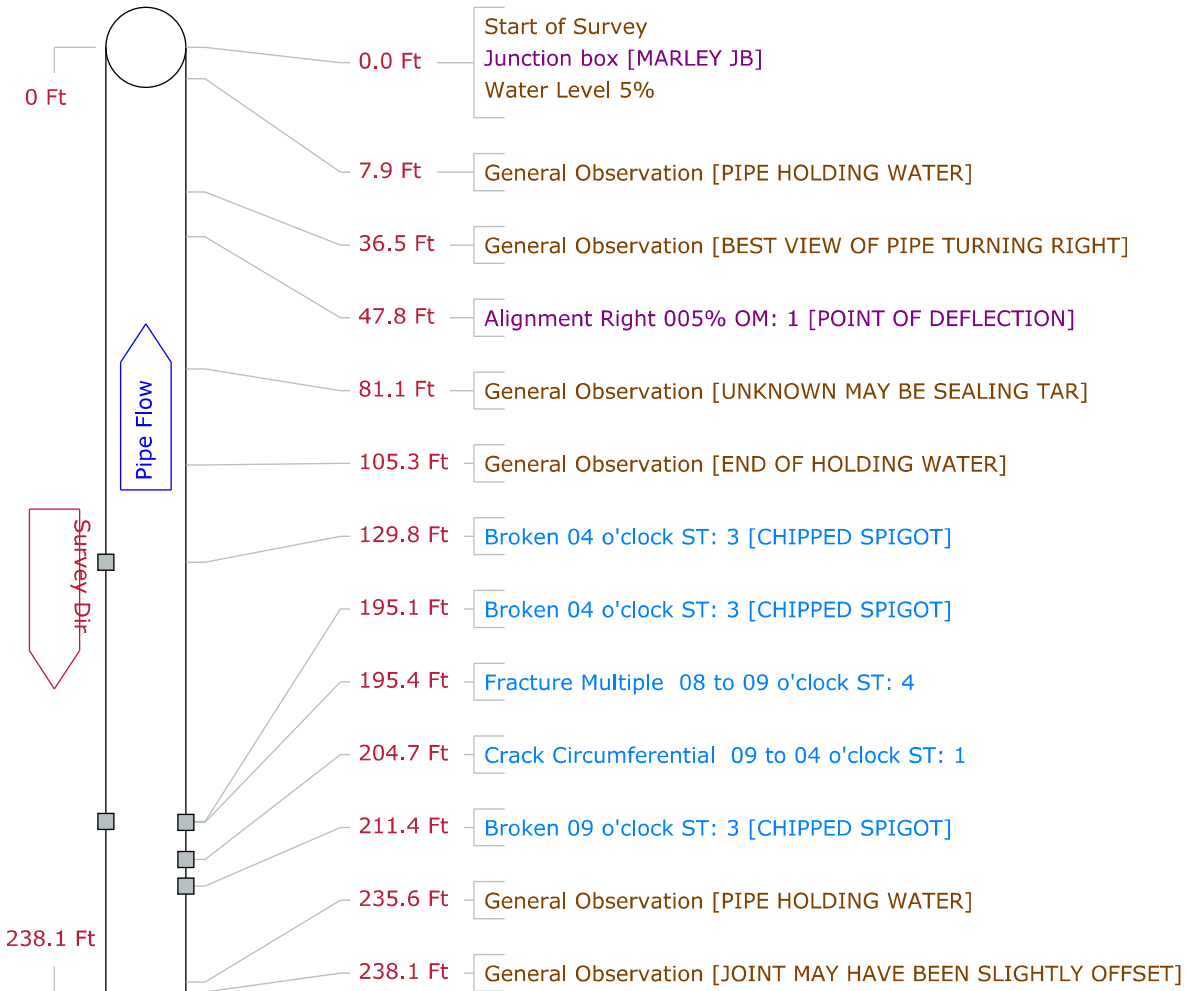 0 Ft
0.0 Ft
Start of Survey
Junction box [MARLEY JB]
Water Level 5%
7.9 Ft General Observation [PIPE HOLDING WATER]
36.5 Ft General Observation [BEST VIEW OF PIPE TURNING RIGHT]
47.8 Ft Alignment Right 005% OM: 1 [POINT OF DEFLECTION]
81.1 Ft General Observation [UNKNOWN MAY BE SEALING TAR]
Pipe Flow
105.3 Ft General Observation [END OF HOLDING WATER]
Survey Dir
129.8 Ft Broken 04 o'clock ST: 3 [CHIPPED SPIGOT]
195.1 Ft Broken 04 o'clock ST: 3 [CHIPPED SPIGOT]
195.4 Ft Fracture Multiple  08 to 09 o'clock ST: 4
204.7 Ft Crack Circumferential  09 to 04 o'clock ST: 1
211.4 Ft Broken 09 o'clock ST: 3 [CHIPPED SPIGOT]
235.6 Ft General Observation [PIPE HOLDING WATER]
238.1 Ft
238.1 Ft General Observation [JOINT MAY HAVE BEEN SLIGHTLY OFFSET]